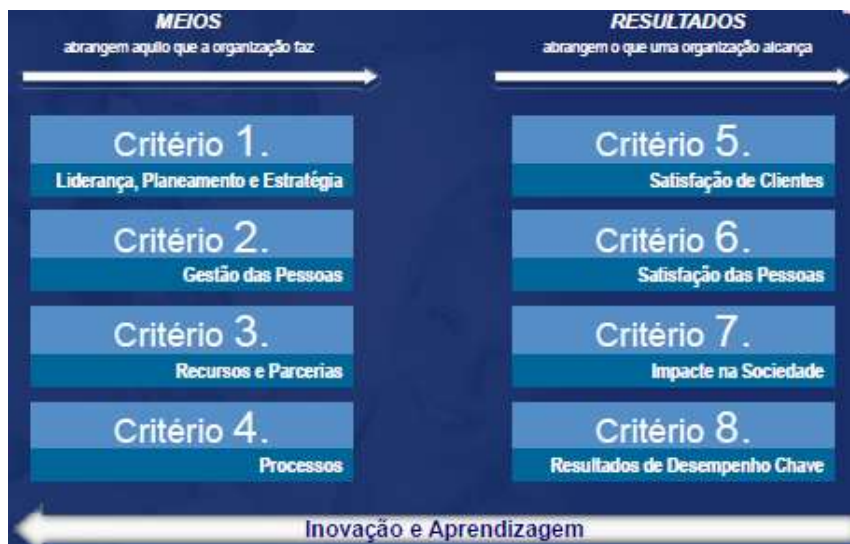 MEIOS
abrangem aquilo que a organização faz
Critério 1.
Liderança, Planeamento e Estratégia
Critério 2.
Gestão das Pessoas
Critério 3.
Recursos e Parcerias
Critério 4.
Processos
RESULTADOS
abrangem o que uma organização alcança
Critério 5.
Satisfação de Clientes
Critério 6.
Satisfação das Pessoas
Critério 7.
Impacte na Sociedade
Critério 8.
Resultados de Desempenho Chave
Inovação e Aprendizagem